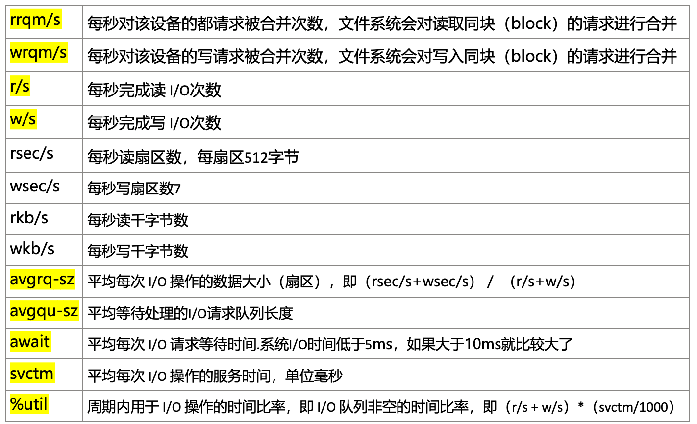 rrqm/s 每秒对该设备的都请求被合并次数，文件系统会对读取同块（block）的请求进行合并
wrqm/s 每秒对该设备的写请求被合并次数，文件系统会对写入同块（block）的请求进行合并
r/s 每秒完成读 I/O次数
w/s 每秒完成写 I/O次数
rsec/s 每秒读扇区数，每扇区512字节
wsec/s 每秒写扇区数7
rkb/s 每秒读千字节数
wkb/s 每秒写千字节数
avgrq-sz 平均每次 I/O 操作的数据大小（扇区），即（rsec/s+wsec/s） / （r/s+w/s）
avgqu-sz 平均等待处理的I/O请求队列长度
await 平均每次 I/O 请求等待时间.系统I/O时间低于5ms，如果大于10ms就比较大了
svctm 平均每次 I/O 操作的服务时间，单位毫秒
%util 周期内用于 I/O 操作的时间比率，即 I/O 队列非空的时间比率，即（r/s + w/s）*（svctm/1000）